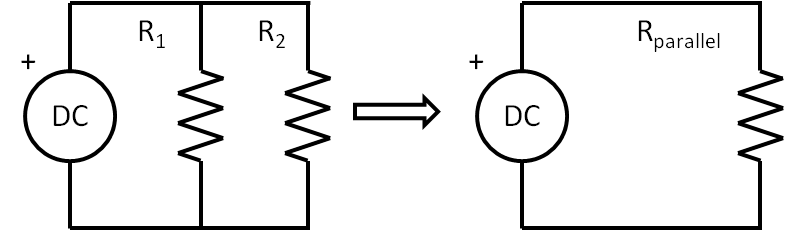 R1
R2
+
DC
+
Rparallel
DC